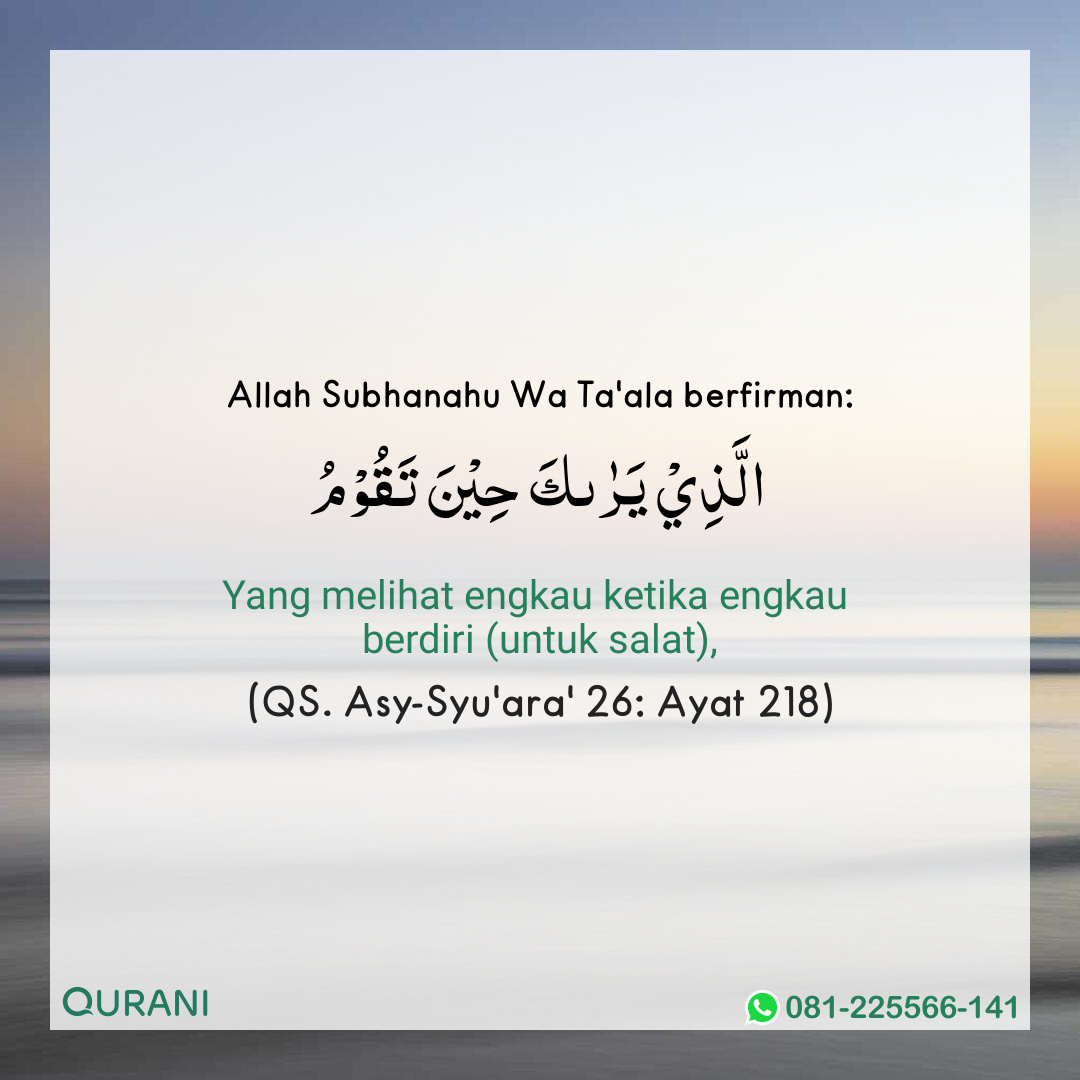 Allah Subhanahu Wa Ta'ala berfirman:
الَّذِيْ يَرٰٮكَ حِيْنَ تَقُوْمُ
Yang melihat engkau ketika engkau
berdiri (untuk salat),
(QS. Asy-Syu'ara' 26: Ayat 218)
QURANI
081-225566-141